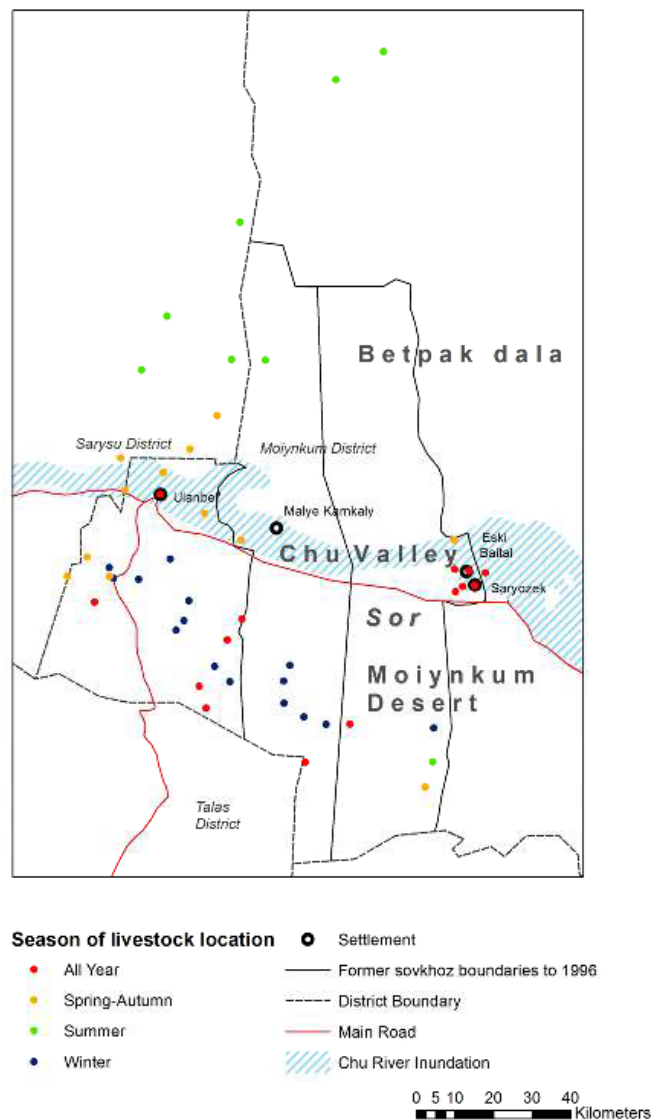 Betpak dala
Sarysu District
Moiynkum District
Ulanbel
Malye Kamkaly
Eski
Baital
Chu Valley
Saryozek
Sor
Moiynkum
Desert
Talas
District
Season of livestock location
All Year
Spring-Autumn
Summer
Winter
Settlement
Former sovkhoz boundaries to 1996
District Boundary
Main Road
Chu River Inundation
0 5 10 20 30 40
Kilometers